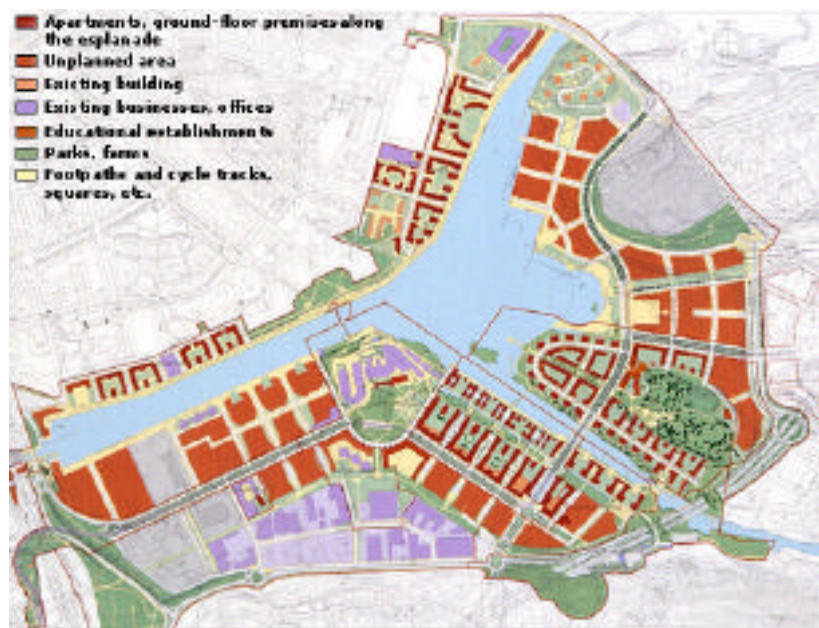 Apartments, ground-floor premises along
the esplanade
Unplanned area
Existing building
Existing businesses, offices
Educational establishments
Parks, farms
Footpaths and cycle tracks,
squares, etc.